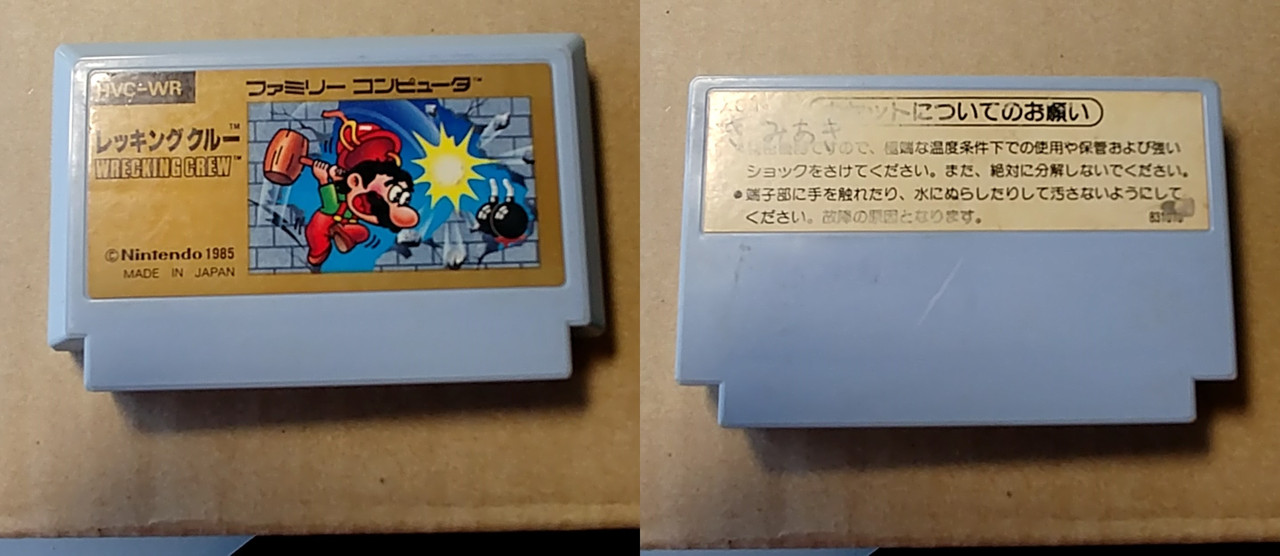 HVC-WR
ファミリー コンピュータ™
レッキングクルー™
WRECKING CREW™
©Nintendo 1985
MADE IN JAPAN
セットについてのお願い
きみあき
ので、極端な温度条件下での使用や保管および強い
ショックをさけてください。また、絶対に分解しないでください。
●端子部に手を触れたり、水にぬらしたりして汚さないようにして
ください。故障の原因となります。